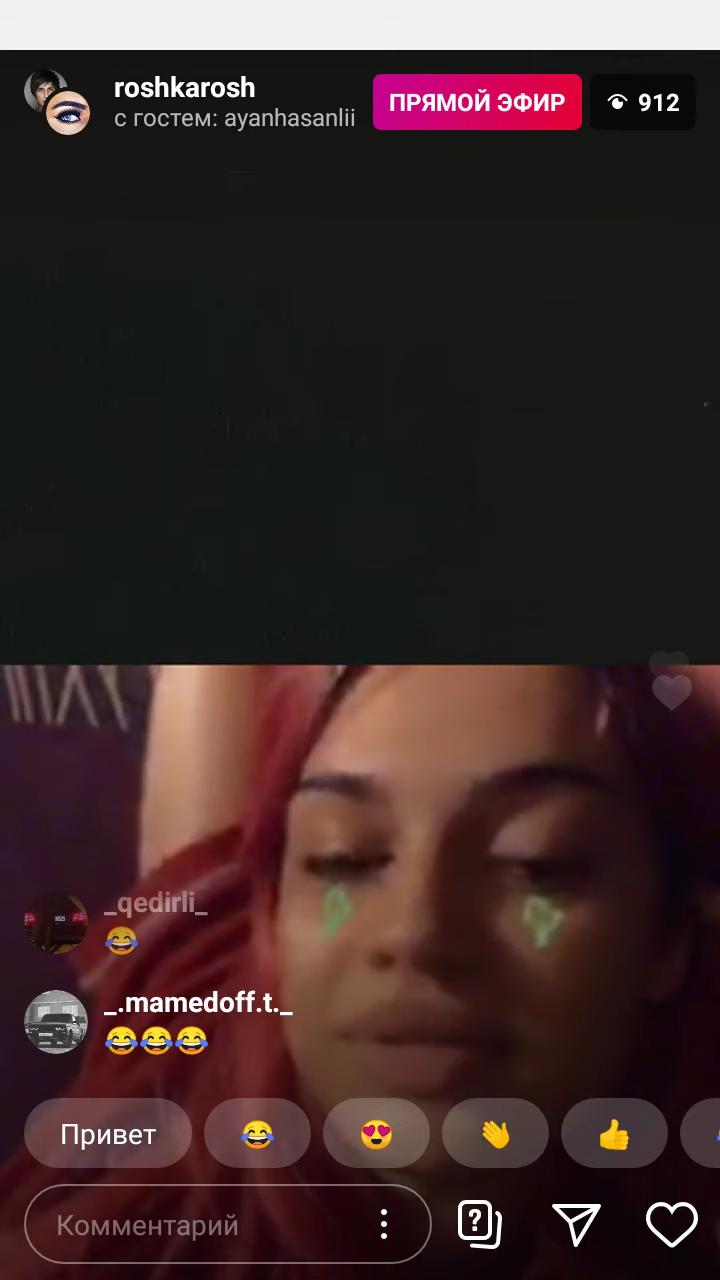 roshkarosh
с гостем: ayanhasanlii
ПРЯМОЙ ЭФИР
912
_qedirli_
😂
_.mamedoff.t._
😂😂😂
Привет 😂 😍 👋 👍
Комментарий